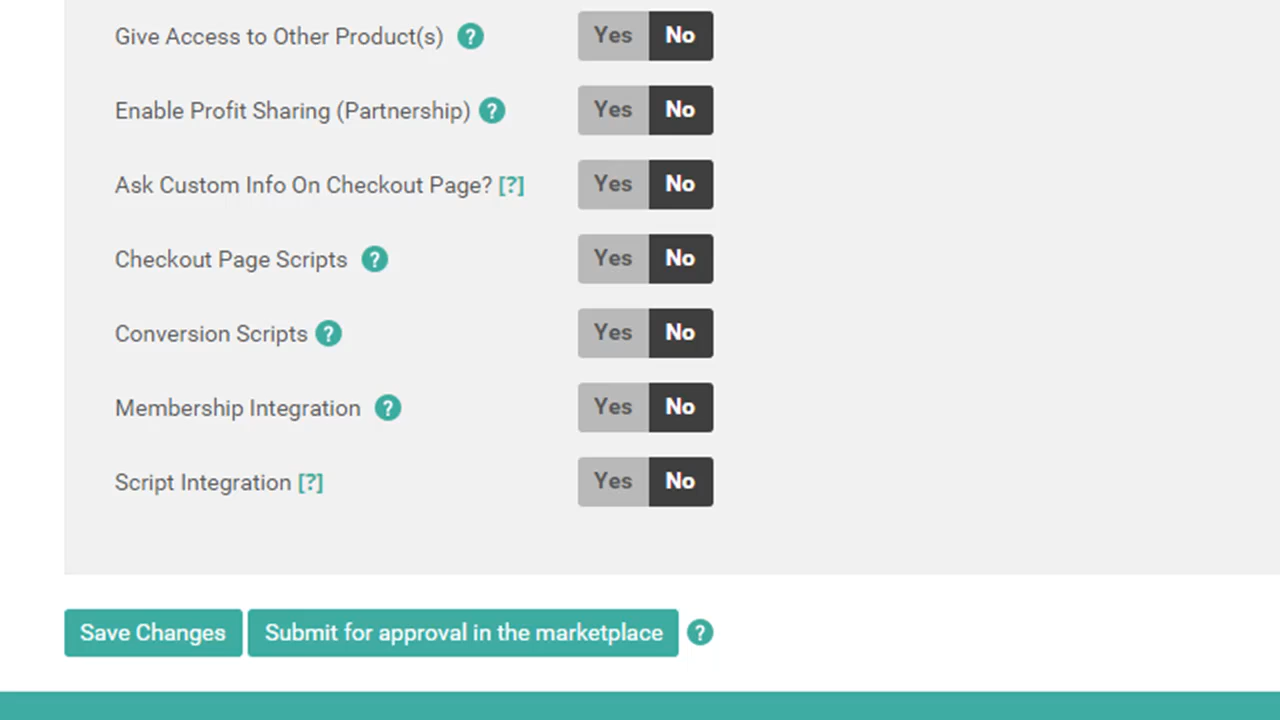 Give Access to Other Product(s) ? Yes No
Enable Profit Sharing (Partnership) ? Yes No
Ask Custom Info On Checkout Page? [?] Yes No
Checkout Page Scripts ? Yes No
Conversion Scripts ? Yes No
Membership Integration ? Yes No
Script Integration [?] Yes No
Save Changes Submit for approval in the marketplace ?